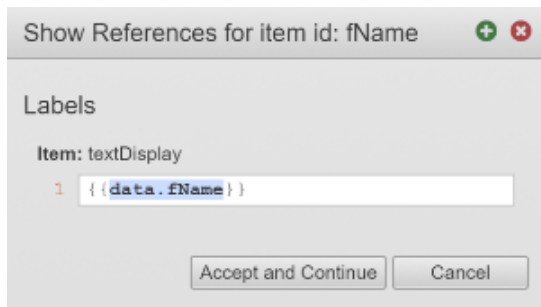 Show References for item id: fName
Labels
Item: textDisplay
1 {{data.fName}}
Accept and Continue Cancel